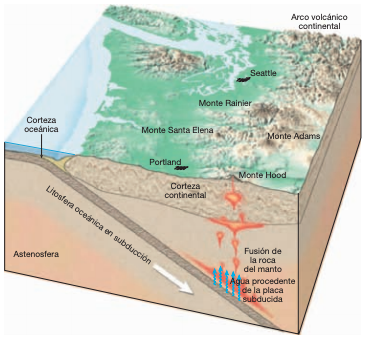 Arco volcánico
continental
Seattle
Monte Rainier
Corteza
oceánica
Monte Santa Elena
Monte Adams
Portland
Monte Hood
Corteza
continental
Litosfera oceánica en subducción
Astenosfera
Fusión de
la roca
del manto
Agua procedente
de la placa
subducida